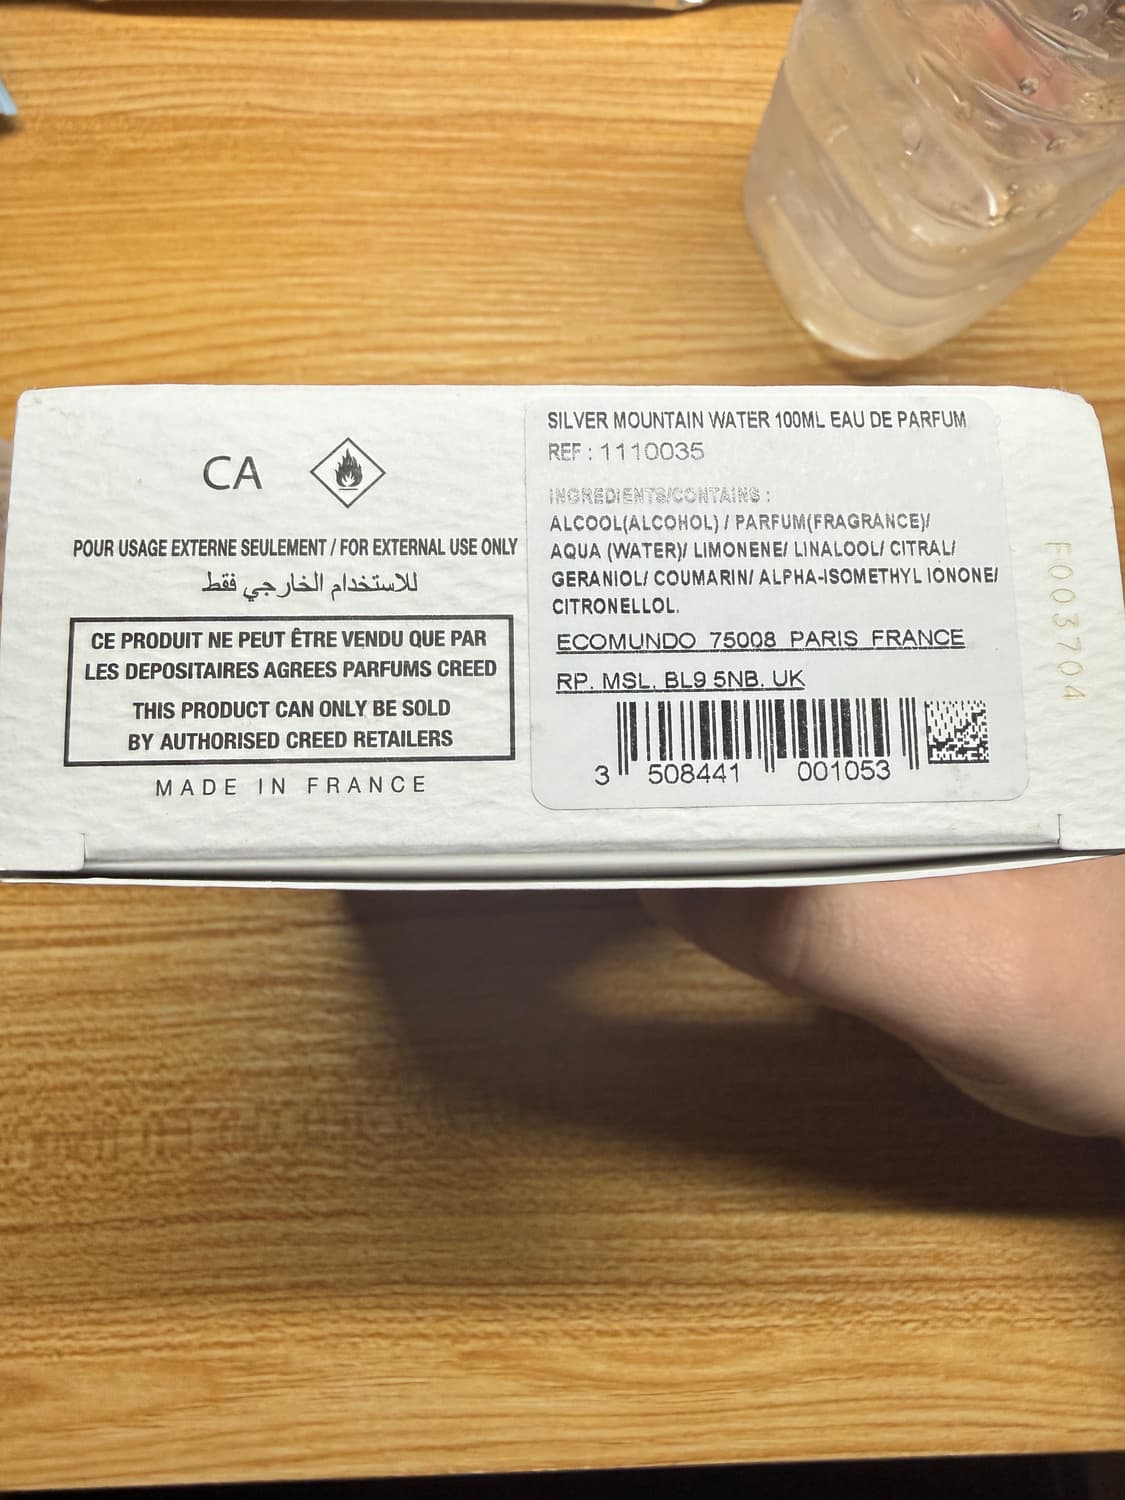 CA
POUR USAGE EXTERNE SEULEMENT / FOR EXTERNAL USE ONLY
للاستخدام الخارجي فقط
CE PRODUIT NE PEUT ÊTRE VENDU QUE PAR
LES DEPOSITAIRES AGREES PARFUMS CREED
THIS PRODUCT CAN ONLY BE SOLD
BY AUTHORISED CREED RETAILERS
MADE IN FRANCE
SILVER MOUNTAIN WATER 100ML EAU DE PARFUM
REF : 1110035
INGREDIENTS/CONTAINS :
ALCOOL(ALCOHOL) / PARFUM(FRAGRANCE)/
AQUA (WATER)/ LIMONENE/ LINALOOL/ CITRAL/
GERANIOL/ COUMARIN/ ALPHA-ISOMETHYL IONONE/
CITRONELLOL.
ECOMUNDO 75008 PARIS FRANCE
RP. MSL. BL9 5NB. UK
3 508441 001053
F003704